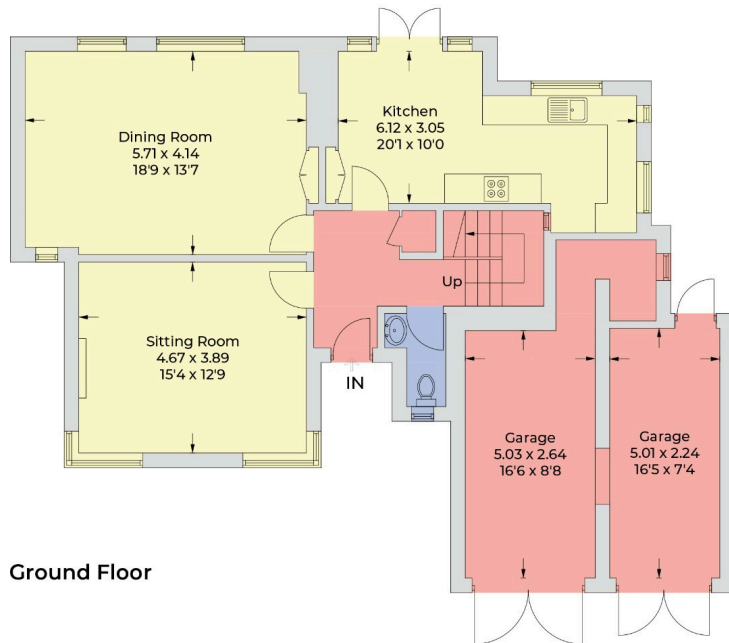 Kitchen
6.12 x 3.05
20'1 x 10'0
Dining Room
5.71 x 4.14
18'9 x 13'7
Up
Sitting Room
4.67 x 3.89
15'4 x 12'9
IN
Garage
5.03 x 2.64
16'6 x 8'8
Garage
5.01 x 2.24
16'5 x 7'4
Ground Floor